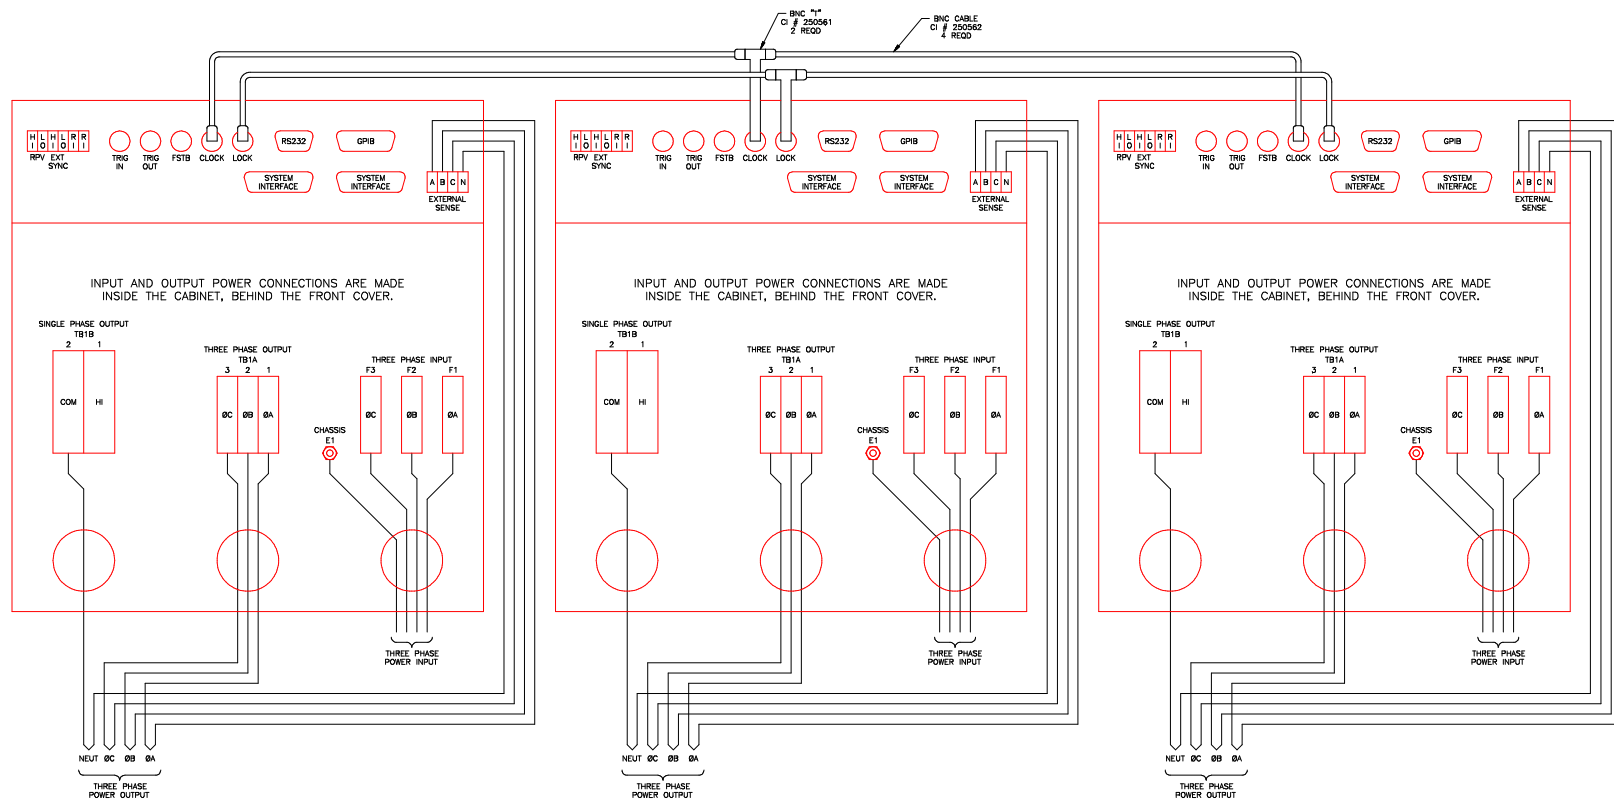 BNC "T"
CI # 250561
2 REQD
BNC CABLE
CI # 250562
4 REQD
H L H L R R
I O I O I I
RPV EXT
SYNC
TRIG
IN
TRIG
OUT
FSTB
CLOCK
LOCK
RS232
GPIB
SYSTEM
INTERFACE
SYSTEM
INTERFACE
A B C N
EXTERNAL
SENSE
INPUT AND OUTPUT POWER CONNECTIONS ARE MADE
INSIDE THE CABINET, BEHIND THE FRONT COVER.
SINGLE PHASE OUTPUT
TB1B
2 1
COM HI
THREE PHASE OUTPUT
TB1A
3 2 1
ØC ØB ØA
CHASSIS
E1
THREE PHASE INPUT
F3 F2 F1
ØC ØB ØA
THREE PHASE
POWER INPUT
NEUT ØC ØB ØA
THREE PHASE
POWER OUTPUT
H L H L R R
I O I O I I
RPV EXT
SYNC
TRIG
IN
TRIG
OUT
FSTB
CLOCK
LOCK
RS232
GPIB
SYSTEM
INTERFACE
SYSTEM
INTERFACE
A B C N
EXTERNAL
SENSE
INPUT AND OUTPUT POWER CONNECTIONS ARE MADE
INSIDE THE CABINET, BEHIND THE FRONT COVER.
SINGLE PHASE OUTPUT
TB1B
2 1
COM HI
THREE PHASE OUTPUT
TB1A
3 2 1
ØC ØB ØA
CHASSIS
E1
THREE PHASE INPUT
F3 F2 F1
ØC ØB ØA
THREE PHASE
POWER INPUT
NEUT ØC ØB ØA
THREE PHASE
POWER OUTPUT
H L H L R R
I O I O I I
RPV EXT
SYNC
TRIG
IN
TRIG
OUT
FSTB
CLOCK
LOCK
RS232
GPIB
SYSTEM
INTERFACE
SYSTEM
INTERFACE
A B C N
EXTERNAL
SENSE
INPUT AND OUTPUT POWER CONNECTIONS ARE MADE
INSIDE THE CABINET, BEHIND THE FRONT COVER.
SINGLE PHASE OUTPUT
TB1B
2 1
COM HI
THREE PHASE OUTPUT
TB1A
3 2 1
ØC ØB ØA
CHASSIS
E1
THREE PHASE INPUT
F3 F2 F1
ØC ØB ØA
THREE PHASE
POWER INPUT
NEUT ØC ØB ØA
THREE PHASE
POWER OUTPUT